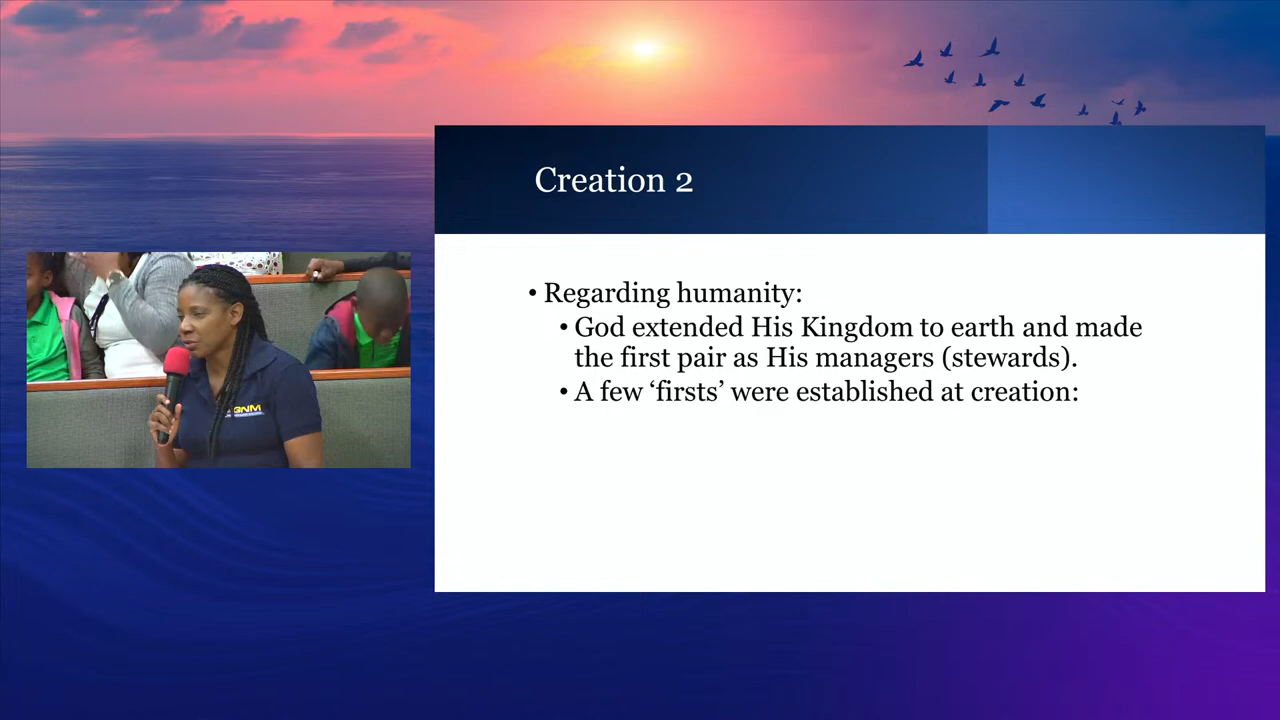 Creation 2
• Regarding humanity:
• God extended His Kingdom to earth and made
the first pair as His managers (stewards).
• A few ‘firsts’ were established at creation:
GNM